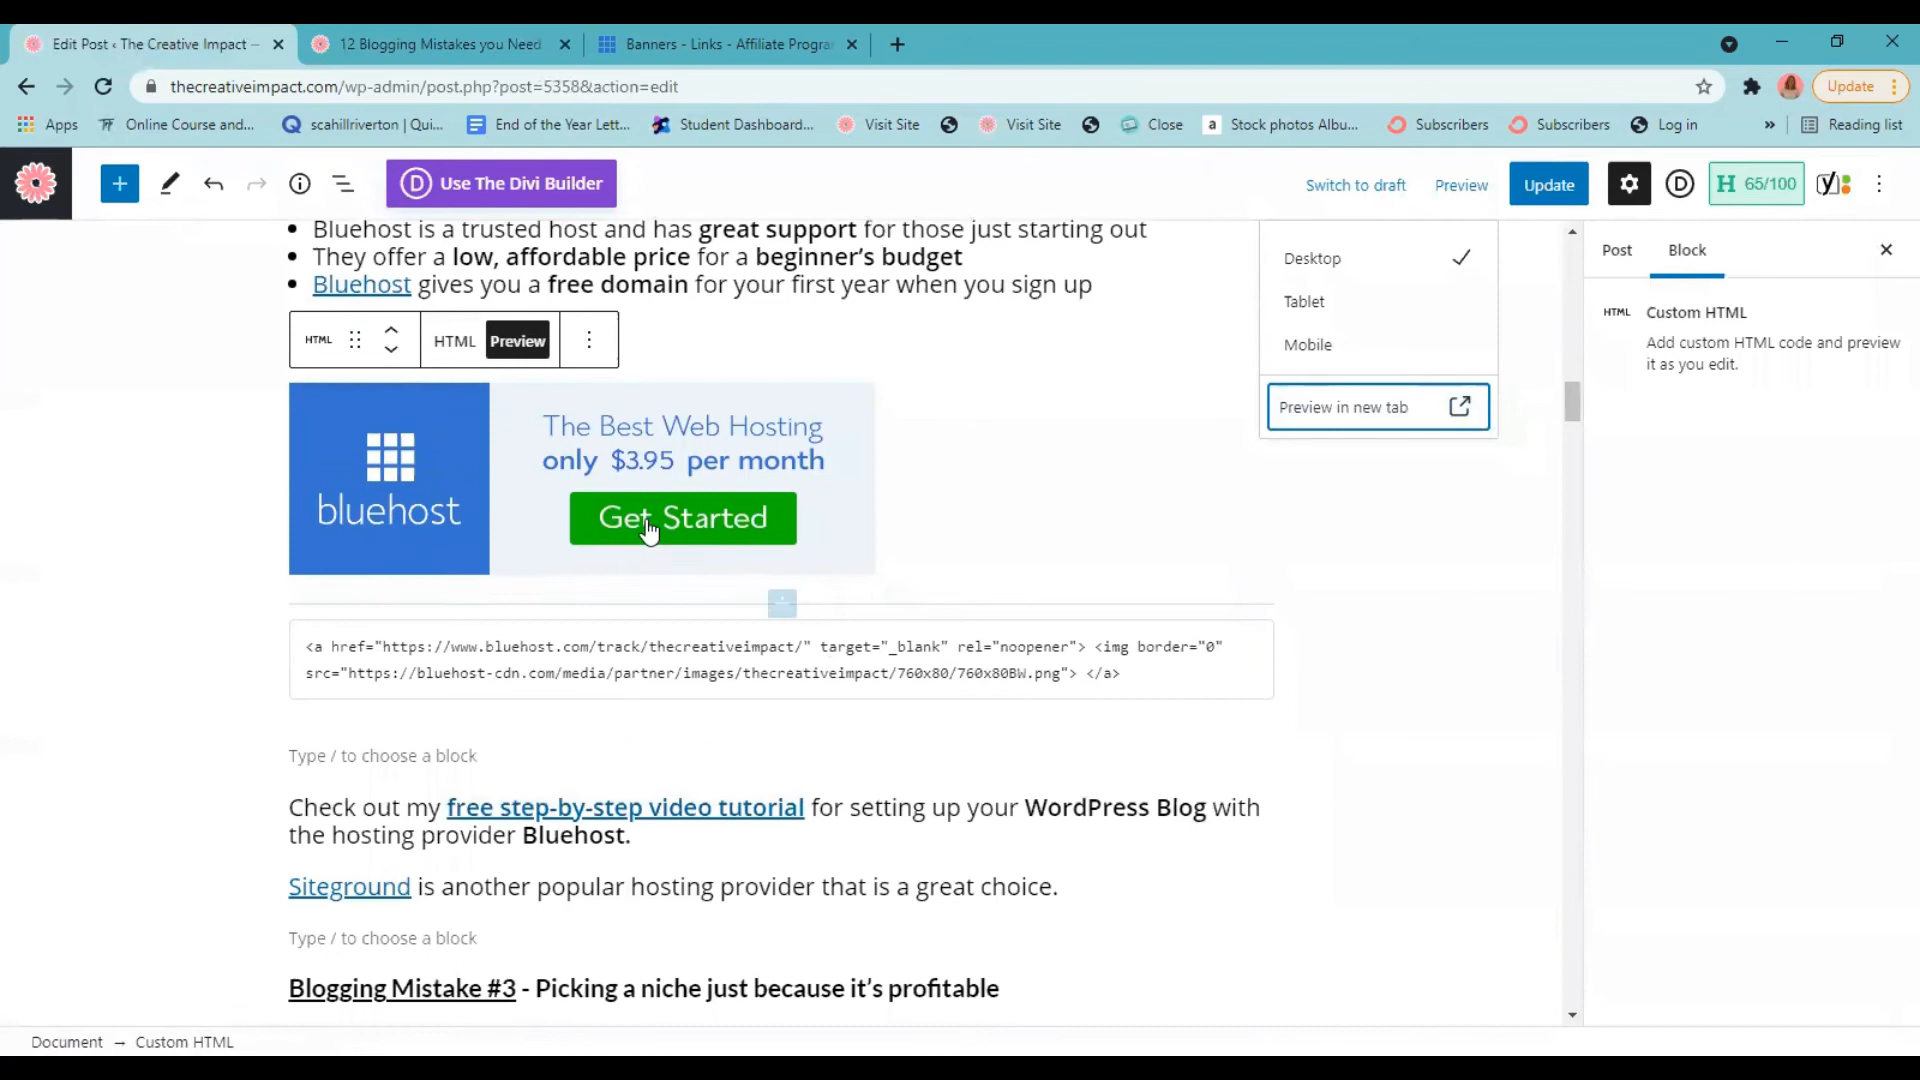 Edit Post ‹ The Creative Impact —
12 Blogging Mistakes you Need
Banners - Links - Affiliate Progra
thecreativeimpact.com/wp-admin/post.php?post=5358&action=edit
Update
Apps
Online Course and...
scahillriverton | Qui...
End of the Year Lett...
Student Dashboard...
Visit Site
Visit Site
Close
Stock photos Albu...
Subscribers
Subscribers
Log in
»
Reading list
Use The Divi Builder
Switch to draft
Preview
Update
H 65/100
• Bluehost is a trusted host and has great support for those just starting out
• They offer a low, affordable price for a beginner's budget
• Bluehost gives you a free domain for your first year when you sign up
HTML
HTML
Preview
Desktop
Tablet
Mobile
Preview in new tab
Post
Block
HTML
Custom HTML
Add custom HTML code and preview
it as you edit.
bluehost
The Best Web Hosting
only $3.95 per month
Get Started
<a href="https://www.bluehost.com/track/thecreativeimpact/" target="_blank" rel="noopener"> <img border="0"
src="https://bluehost-cdn.com/media/partner/images/thecreativeimpact/760x80/760x80BW.png"> </a>
Type / to choose a block
Check out my free step-by-step video tutorial for setting up your WordPress Blog with
the hosting provider Bluehost.
Siteground is another popular hosting provider that is a great choice.
Type / to choose a block
Blogging Mistake #3 - Picking a niche just because it's profitable
Document → Custom HTML